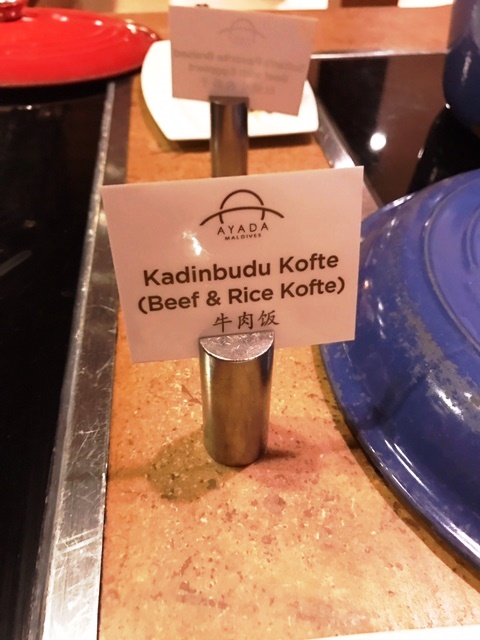 AYADA
MALDIVES
Kadinbudu Kofte
(Beef & Rice Kofte)
牛肉饭